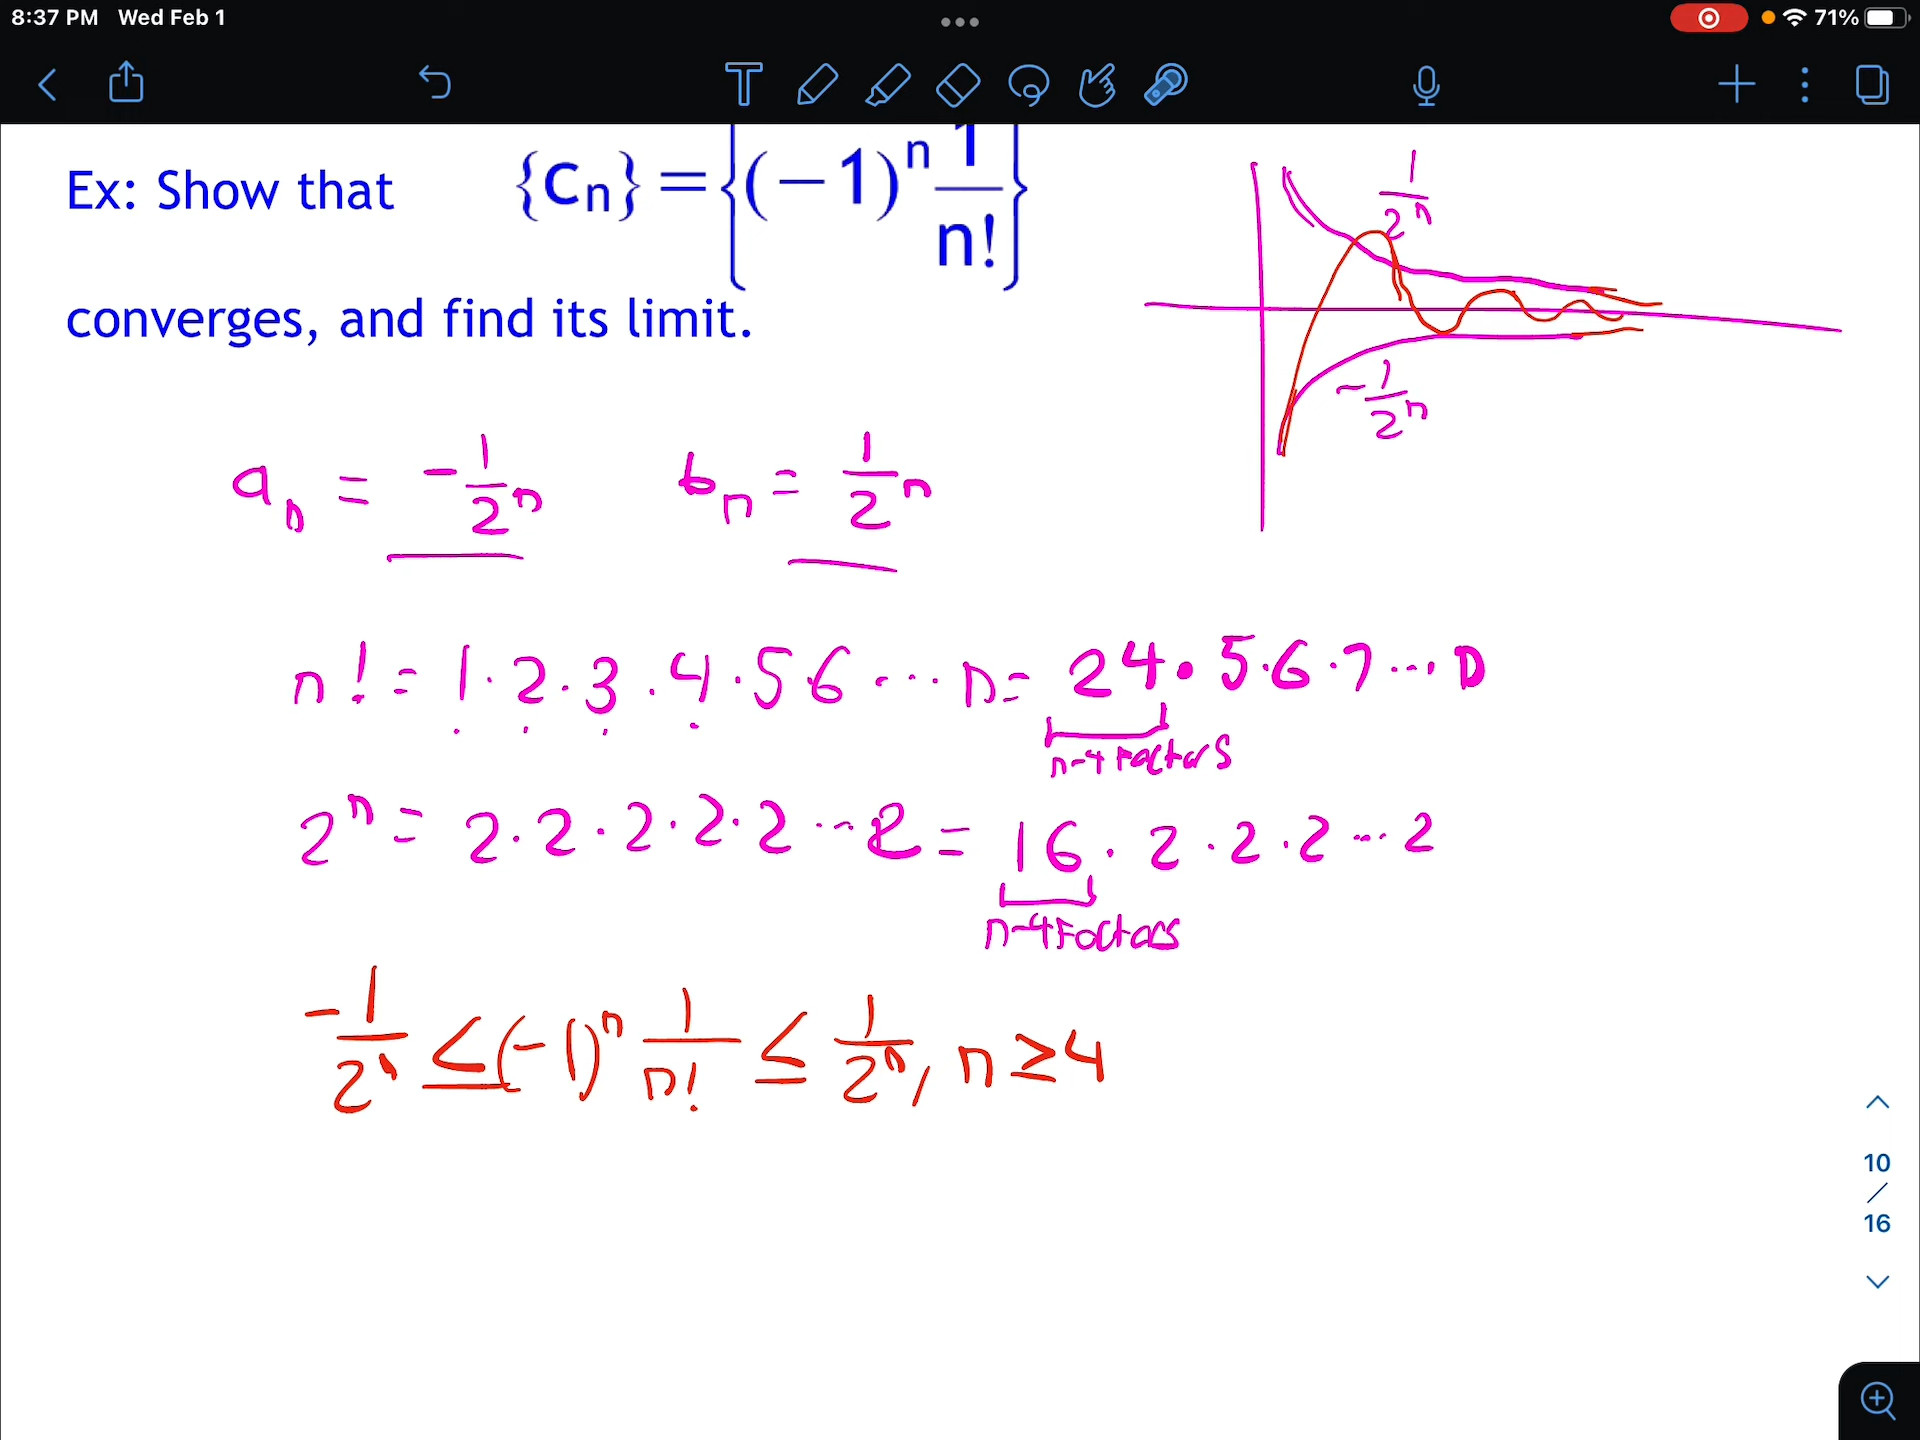 8:37 PM Wed Feb 1 71%
T
Ex: Show that {cn} = {(−1)^n 1/n!}
converges, and find its limit.
1/2^n
-1/2^n
an = -1/2^n bn = 1/2^n
n! = 1·2·3·4·5·6···n = 24·5·6·7···n
n-4 Factors
2^n = 2·2·2·2·2···2 = 16·2·2·2···2
n-4 Factors
-1/2^n ≤ (-1)^n 1/n! ≤ 1/2^n, n ≥ 4
10
/
16